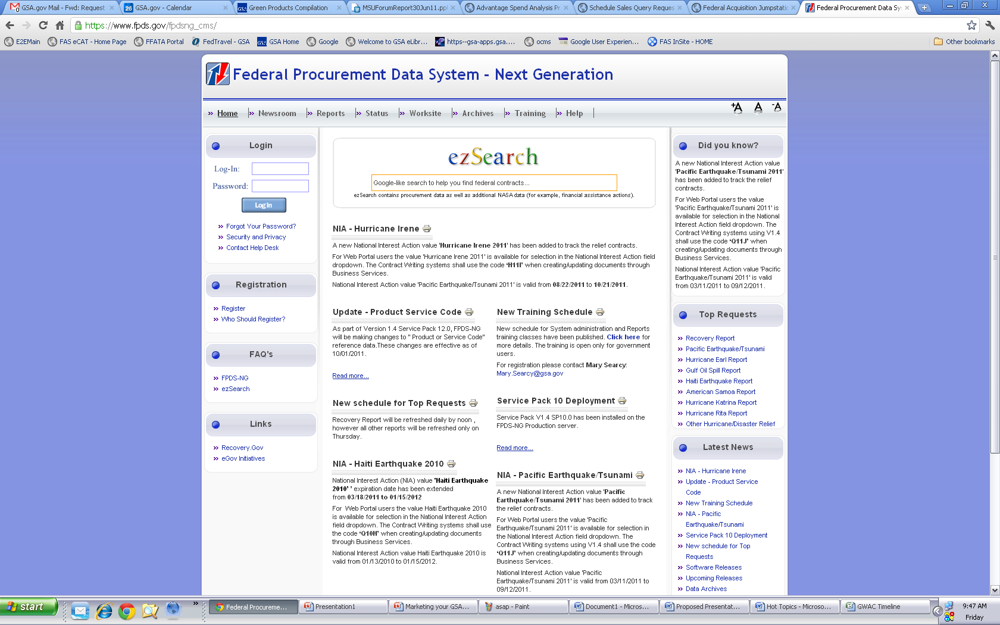 GSA.gov Mail - Fwd: Request
26
GSA.gov - Calendar
GSA
Green Products Compilation
MSUForumReport30Jun11.pp
Advantage Spend Analysis Pr
Schedule Sales Query Reques
Federal Acquisition Jumpstati
Federal Procurement Data Sy
https://www.fpds.gov/fpdsng_cms/
E2EMain
FAS eCAT - Home Page
FFATA Portal
FedTravel - GSA
GSA
GSA Home
Google
Welcome to GSA eLibr...
https--gsa-apps.gsa....
ocms
Google User Experien...
FAS InSite - HOME
Other bookmarks
Federal Procurement Data System - Next Generation
Home
Newsroom
Reports
Status
Worksite
Archives
Training
Help
+A
A
-A
Login
Log-In:
Password:
Log In
Forgot Your Password?
Security and Privacy
Contact Help Desk
Registration
Register
Who Should Register?
FAQ's
FPDS-NG
ezSearch
Links
Recovery.Gov
eGov Initiatives
ezSearch
Google-like search to help you find federal contracts...
ezSearch contains procurement data as well as additional NASA data (for example, financial assistance actions).
NIA - Hurricane Irene
A new National Interest Action value 'Hurricane Irene 2011' has been added to track the relief contracts.
For Web Portal users the value 'Hurricane Irene 2011' is available for selection in the National Interest Action field
dropdown. The Contract Writing systems shall use the code ‘H11I’ when creating/updating documents through
Business Services.
National Interest Action value 'Pacific Earthquake/Tsunami 2011' is valid from 08/22/2011 to 10/21/2011.
Update - Product Service Code
As part of Version 1.4 Service Pack 12.0, FPDS-NG
will be making changes to " Product or Service Code"
reference data.These changes are effective as of
10/01/2011.
Read more...
New schedule for Top Requests
Recovery Report will be refreshed daily by noon ,
however all other reports will be refreshed only on
Thursday.
NIA - Haiti Earthquake 2010
National Interest Action (NIA) value 'Haiti Earthquake
2010' ' expiration date has been extended
from 03/18/2011 to 01/15/2012
For Web Portal users the value Haiti Earthquake 2010
is available for selection in the National Interest Action
field dropdown. The Contract Writing systems shall use
the code ‘Q10H’ when creating/updating documents
through Business Services.
National Interest Action value Haiti Earthquake 2010 is
valid from 01/13/2010 to 01/15/2012.
New Training Schedule
New schedule for System administration and Reports
training classes have been published. Click here for
more details. The training is open only for government
users.
For registration please contact Mary Searcy:
Mary.Searcy@gsa.gov
Service Pack 10 Deployment
Service Pack V1.4 SP10.0 has been installed on the
FPDS-NG Production server.
Read more...
NIA - Pacific Earthquake/Tsunami
A new National Interest Action value 'Pacific
Earthquake/Tsunami 2011' has been added to track
the relief contracts.
For Web Portal users the value 'Pacific
Earthquake/Tsunami 2011' is available for selection in
the National Interest Action field dropdown. The
Contract Writing systems using V1.4 shall use the code
‘Q11J’ when creating/updating documents through
Business Services.
National Interest Action value 'Pacific
Earthquake/Tsunami 2011' is valid from 03/11/2011 to
09/12/2011.
Did you know?
A new National Interest Action value
'Pacific Earthquake/Tsunami 2011'
has been added to track the relief
contracts.
For Web Portal users the value
'Pacific Earthquake/Tsunami 2011' is
available for selection in the National
Interest Action field dropdown. The
Contract Writing systems using V1.4
shall use the code ‘Q11J’ when
creating/updating documents through
Business Services.
National Interest Action value 'Pacific
Earthquake/Tsunami 2011' is valid
from 03/11/2011 to 09/12/2011.
Top Requests
Recovery Report
Pacific Earthquake/Tsunami
Hurricane Earl Report
Gulf Oil Spill Report
Haiti Earthquake Report
American Samoa Report
Hurricane Katrina Report
Hurricane Rita Report
Other Hurricane/Disaster Relief
Latest News
NIA - Hurricane Irene
Update - Product Service
Code
New Training Schedule
NIA - Pacific
Earthquake/Tsunami
Service Pack 10 Deployment
New schedule for Top
Requests
Software Releases
Upcoming Releases
Data Archives
start
Federal Procureme...
Presentation1
Marketing your GSA...
asap - Paint
Document1 - Micros...
Proposed Presentat...
Hot Topics - Microso...
GWAC Timeline
9:47 AM
Friday